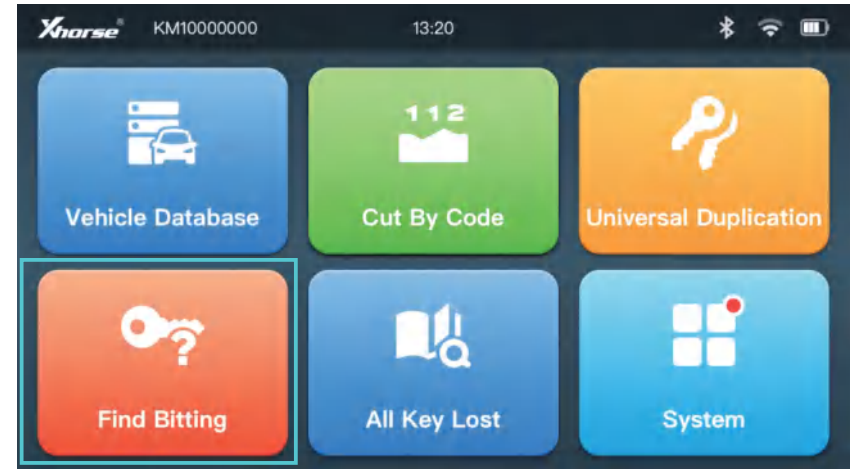 Xhorse KM10000000 13:20
112
Vehicle Database Cut By Code Universal Duplication
?
Find Bitting All Key Lost System